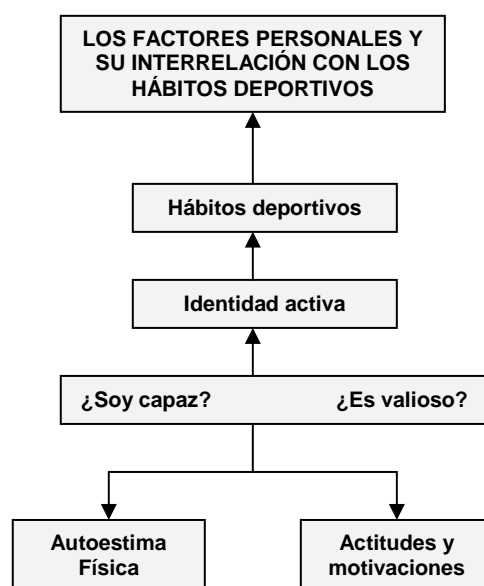 LOS FACTORES PERSONALES Y
SU INTERRELACIÓN CON LOS
HÁBITOS DEPORTIVOS
Hábitos deportivos
Identidad activa
¿Soy capaz? ¿Es valioso?
Autoestima
Física
Actitudes y
motivaciones